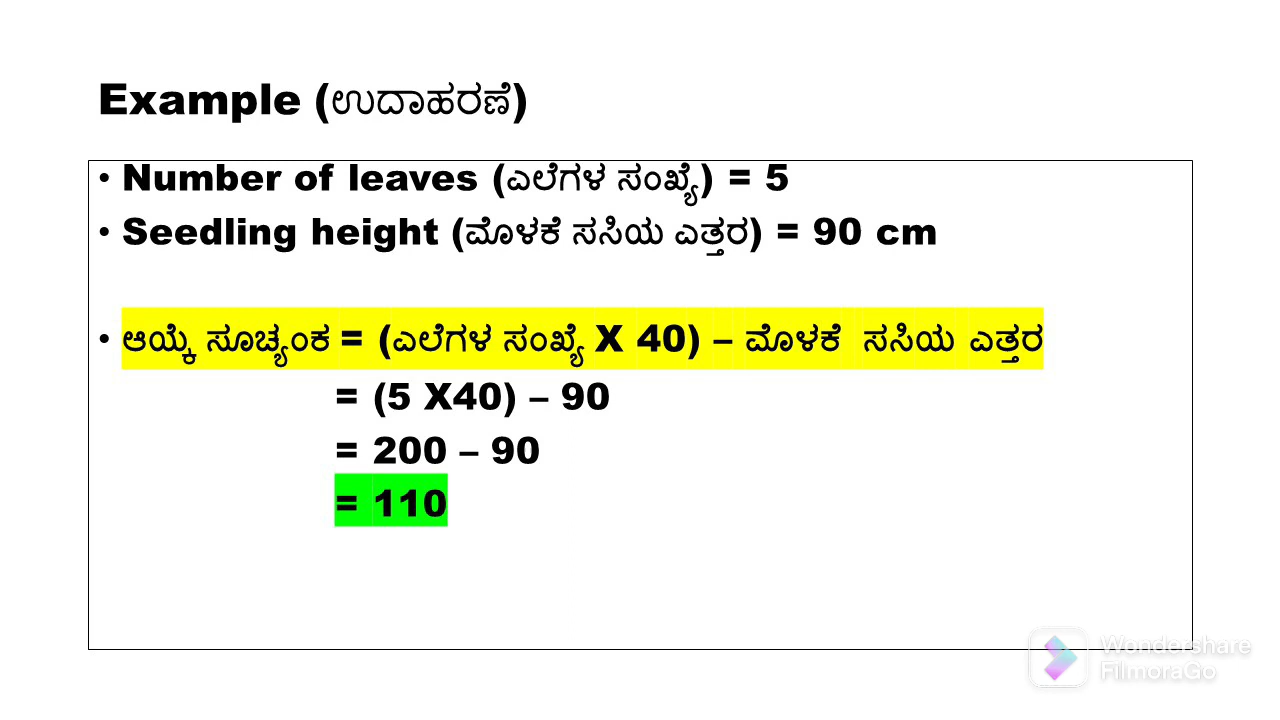 Example (ಉದಾಹರಣೆ)
• Number of leaves (ಎಲೆಗಳ ಸಂಖ್ಯೆ) = 5
• Seedling height (ಮೊಳಕೆ ಸಸಿಯ ಎತ್ತರ) = 90 cm
• ಆಯ್ಕೆ ಸೂಚ್ಯಂಕ = (ಎಲೆಗಳ ಸಂಖ್ಯೆ X 40) – ಮೊಳಕೆ ಸಸಿಯ ಎತ್ತರ
= (5 X40) – 90
= 200 – 90
= 110
Wondershare
FilmoraGo